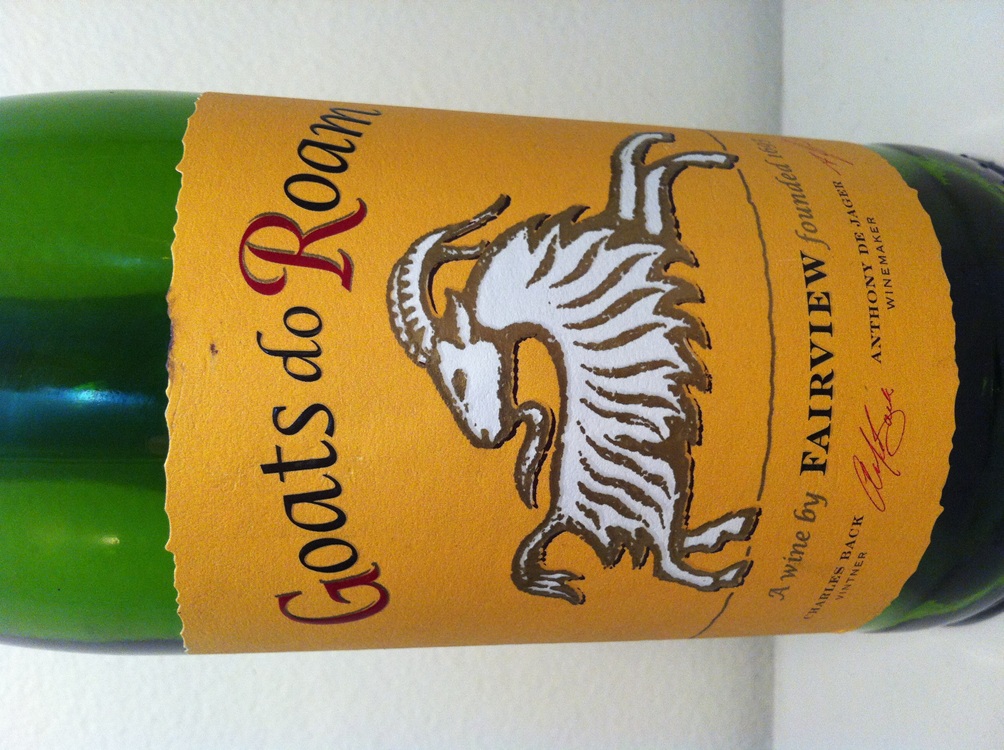 Goats do Roam
A wine by FAIRVIEW founded
CHARLES BACK
VINTNER
ANTHONY DE JAGER
WINEMAKER